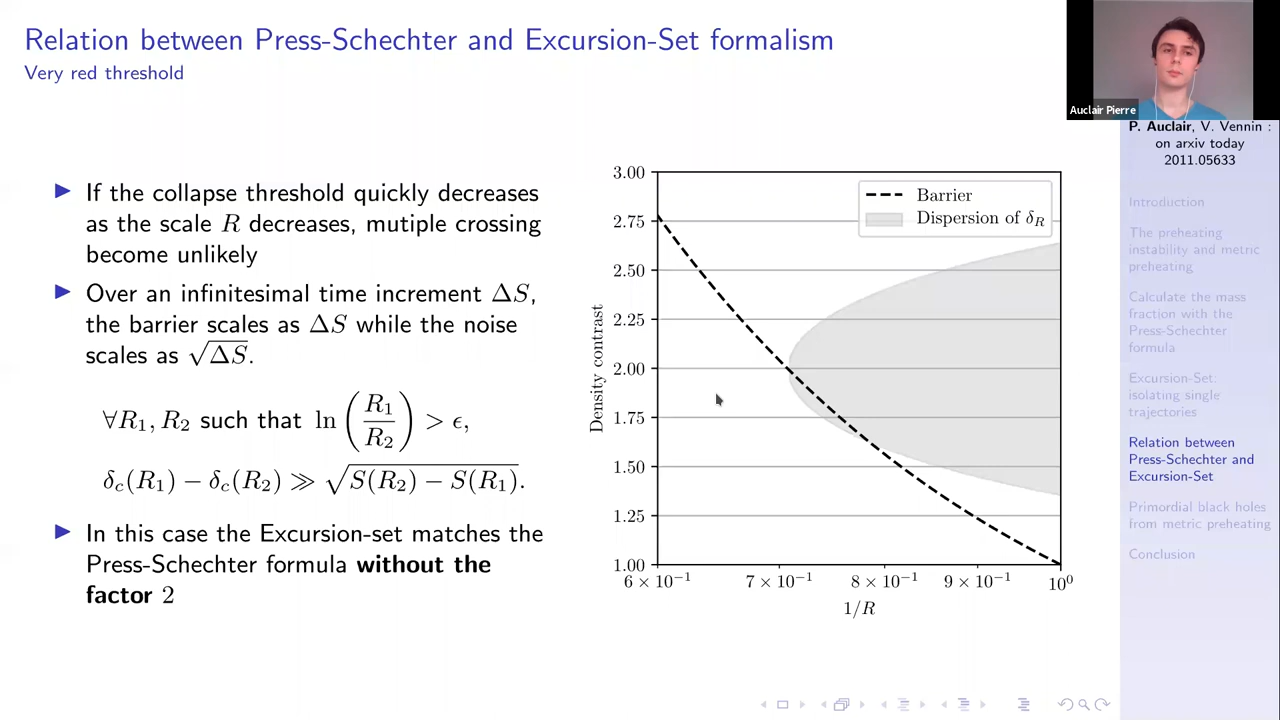 Relation between Press-Schechter and Excursion-Set formalism
Very red threshold
▶ If the collapse threshold quickly decreases
as the scale R decreases, mutiple crossing
become unlikely
▶ Over an infinitesimal time increment ΔS,
the barrier scales as ΔS while the noise
scales as √ΔS.
∀R₁, R₂ such that ln(R₁/R₂) > ϵ,
δ_c(R₁) − δ_c(R₂) ≫ √(S(R₂) − S(R₁)).
▶ In this case the Excursion-set matches the
Press-Schechter formula without the
factor 2
Density contrast
3.00
2.75
2.50
2.25
2.00
1.75
1.50
1.25
1.00
Barrier
Dispersion of δ_R
6 × 10⁻¹ 7 × 10⁻¹ 8 × 10⁻¹ 9 × 10⁻¹ 10⁰
1/R
Auclair Pierre
P. Auclair, V. Vennin :
on arxiv today
2011.05633
Introduction
The preheating
instability and metric
preheating
Calculate the mass
fraction with the
Press-Schechter
formula
Excursion-Set:
isolating single
trajectories
Relation between
Press-Schechter and
Excursion-Set
Primordial black holes
from metric preheating
Conclusion